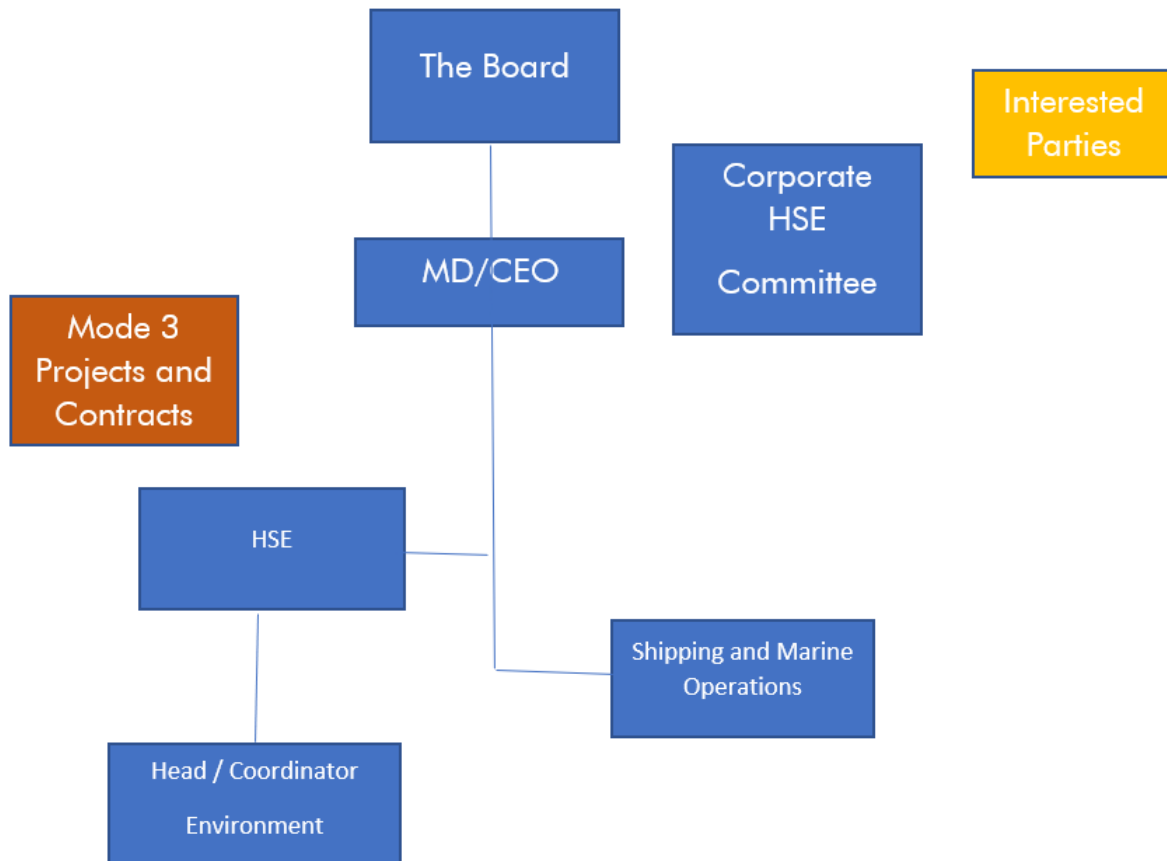 The Board
Interested
Parties
Corporate
HSE
Committee
MD/CEO
Mode 3
Projects and
Contracts
HSE
Shipping and Marine
Operations
Head / Coordinator
Environment